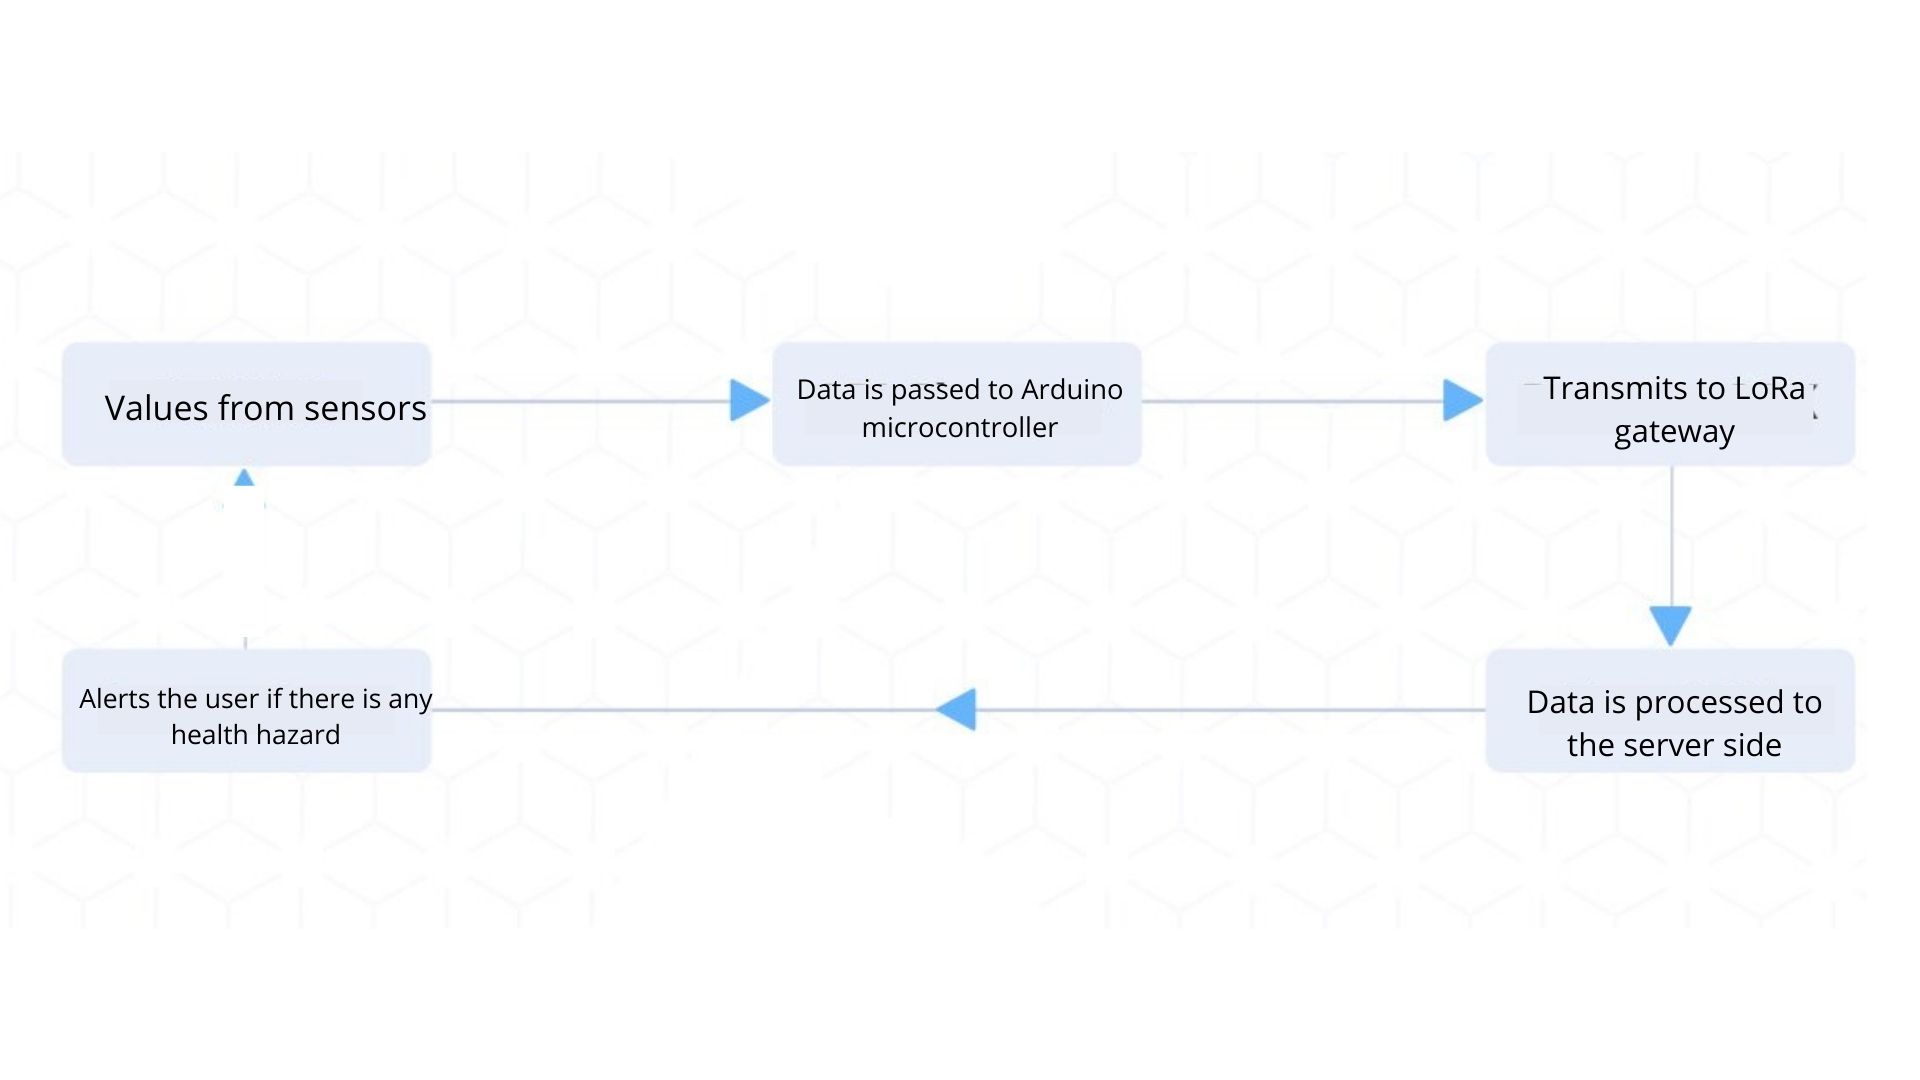 Values from sensors
Data is passed to Arduino
microcontroller
Transmits to LoRa
gateway
Alerts the user if there is any
health hazard
Data is processed to
the server side